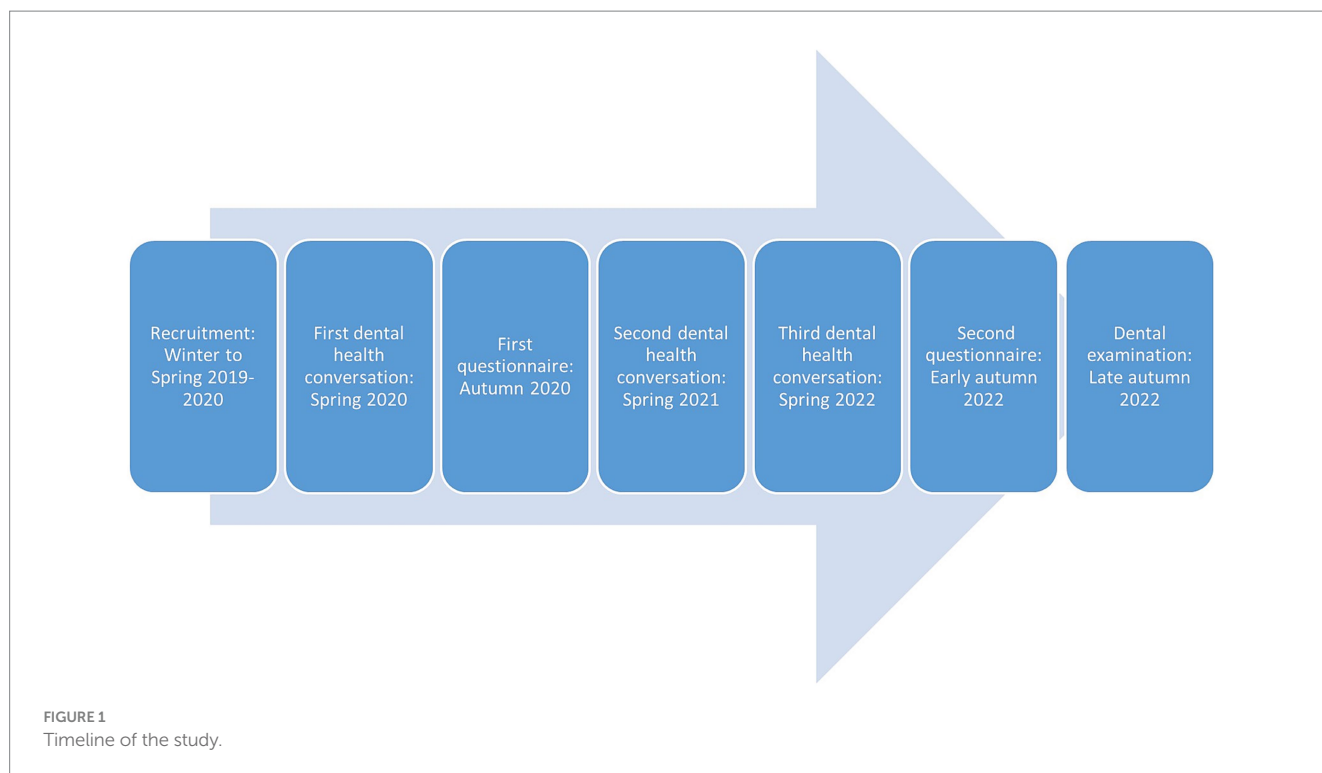 Recruitment:
Winter to
Spring 2019-
2020
First dental
health
conversation:
Spring 2020
First
questionnaire:
Autumn 2020
Second dental
health
conversation:
Spring 2021
Third dental
health
conversation:
Spring 2022
Second
questionnaire:
Early autumn
2022
Dental
examination:
Late autumn
2022
FIGURE 1
Timeline of the study.